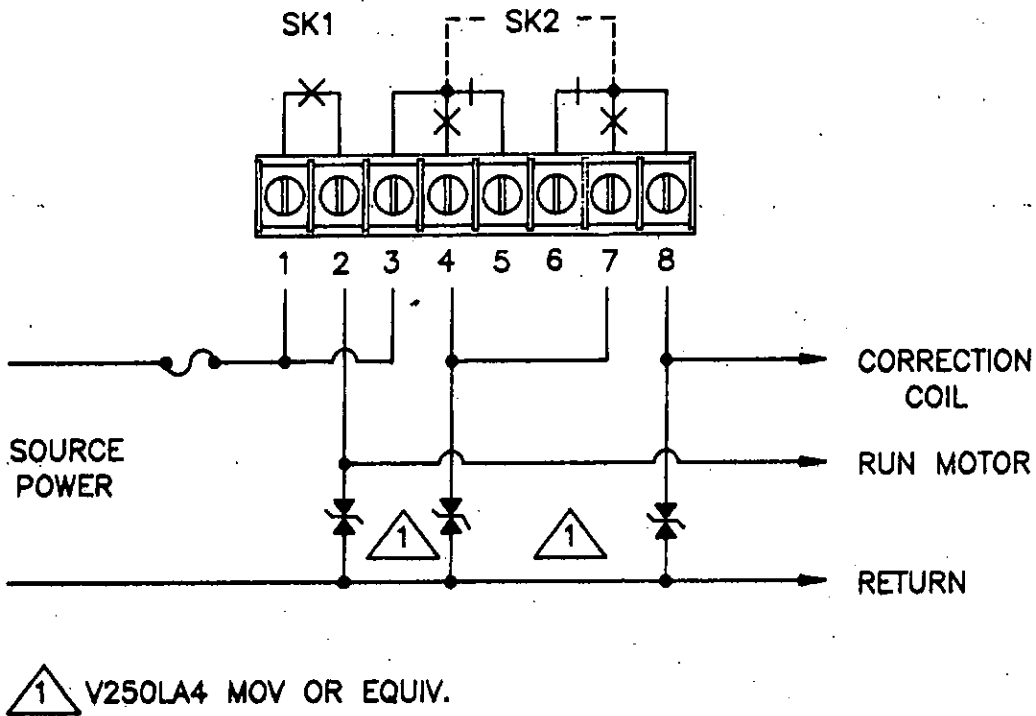 SK1
SK2
1 2 3 4 5 6 7 8
CORRECTION
COIL
SOURCE
POWER
RUN MOTOR
1
1
RETURN
1 V250LA4 MOV OR EQUIV.